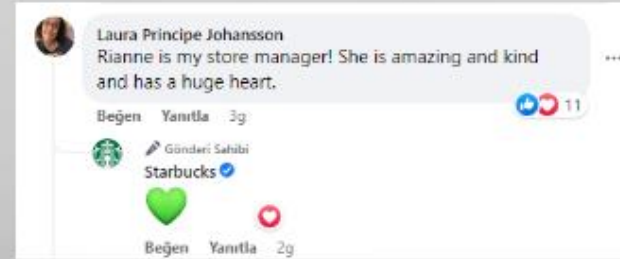 Laura Principe Johansson
Rianne is my store manager! She is amazing and kind
and has a huge heart.
11
Beğen Yanıtla 3g
Gönderi Sahibi
Starbucks
Beğen Yanıtla 2g